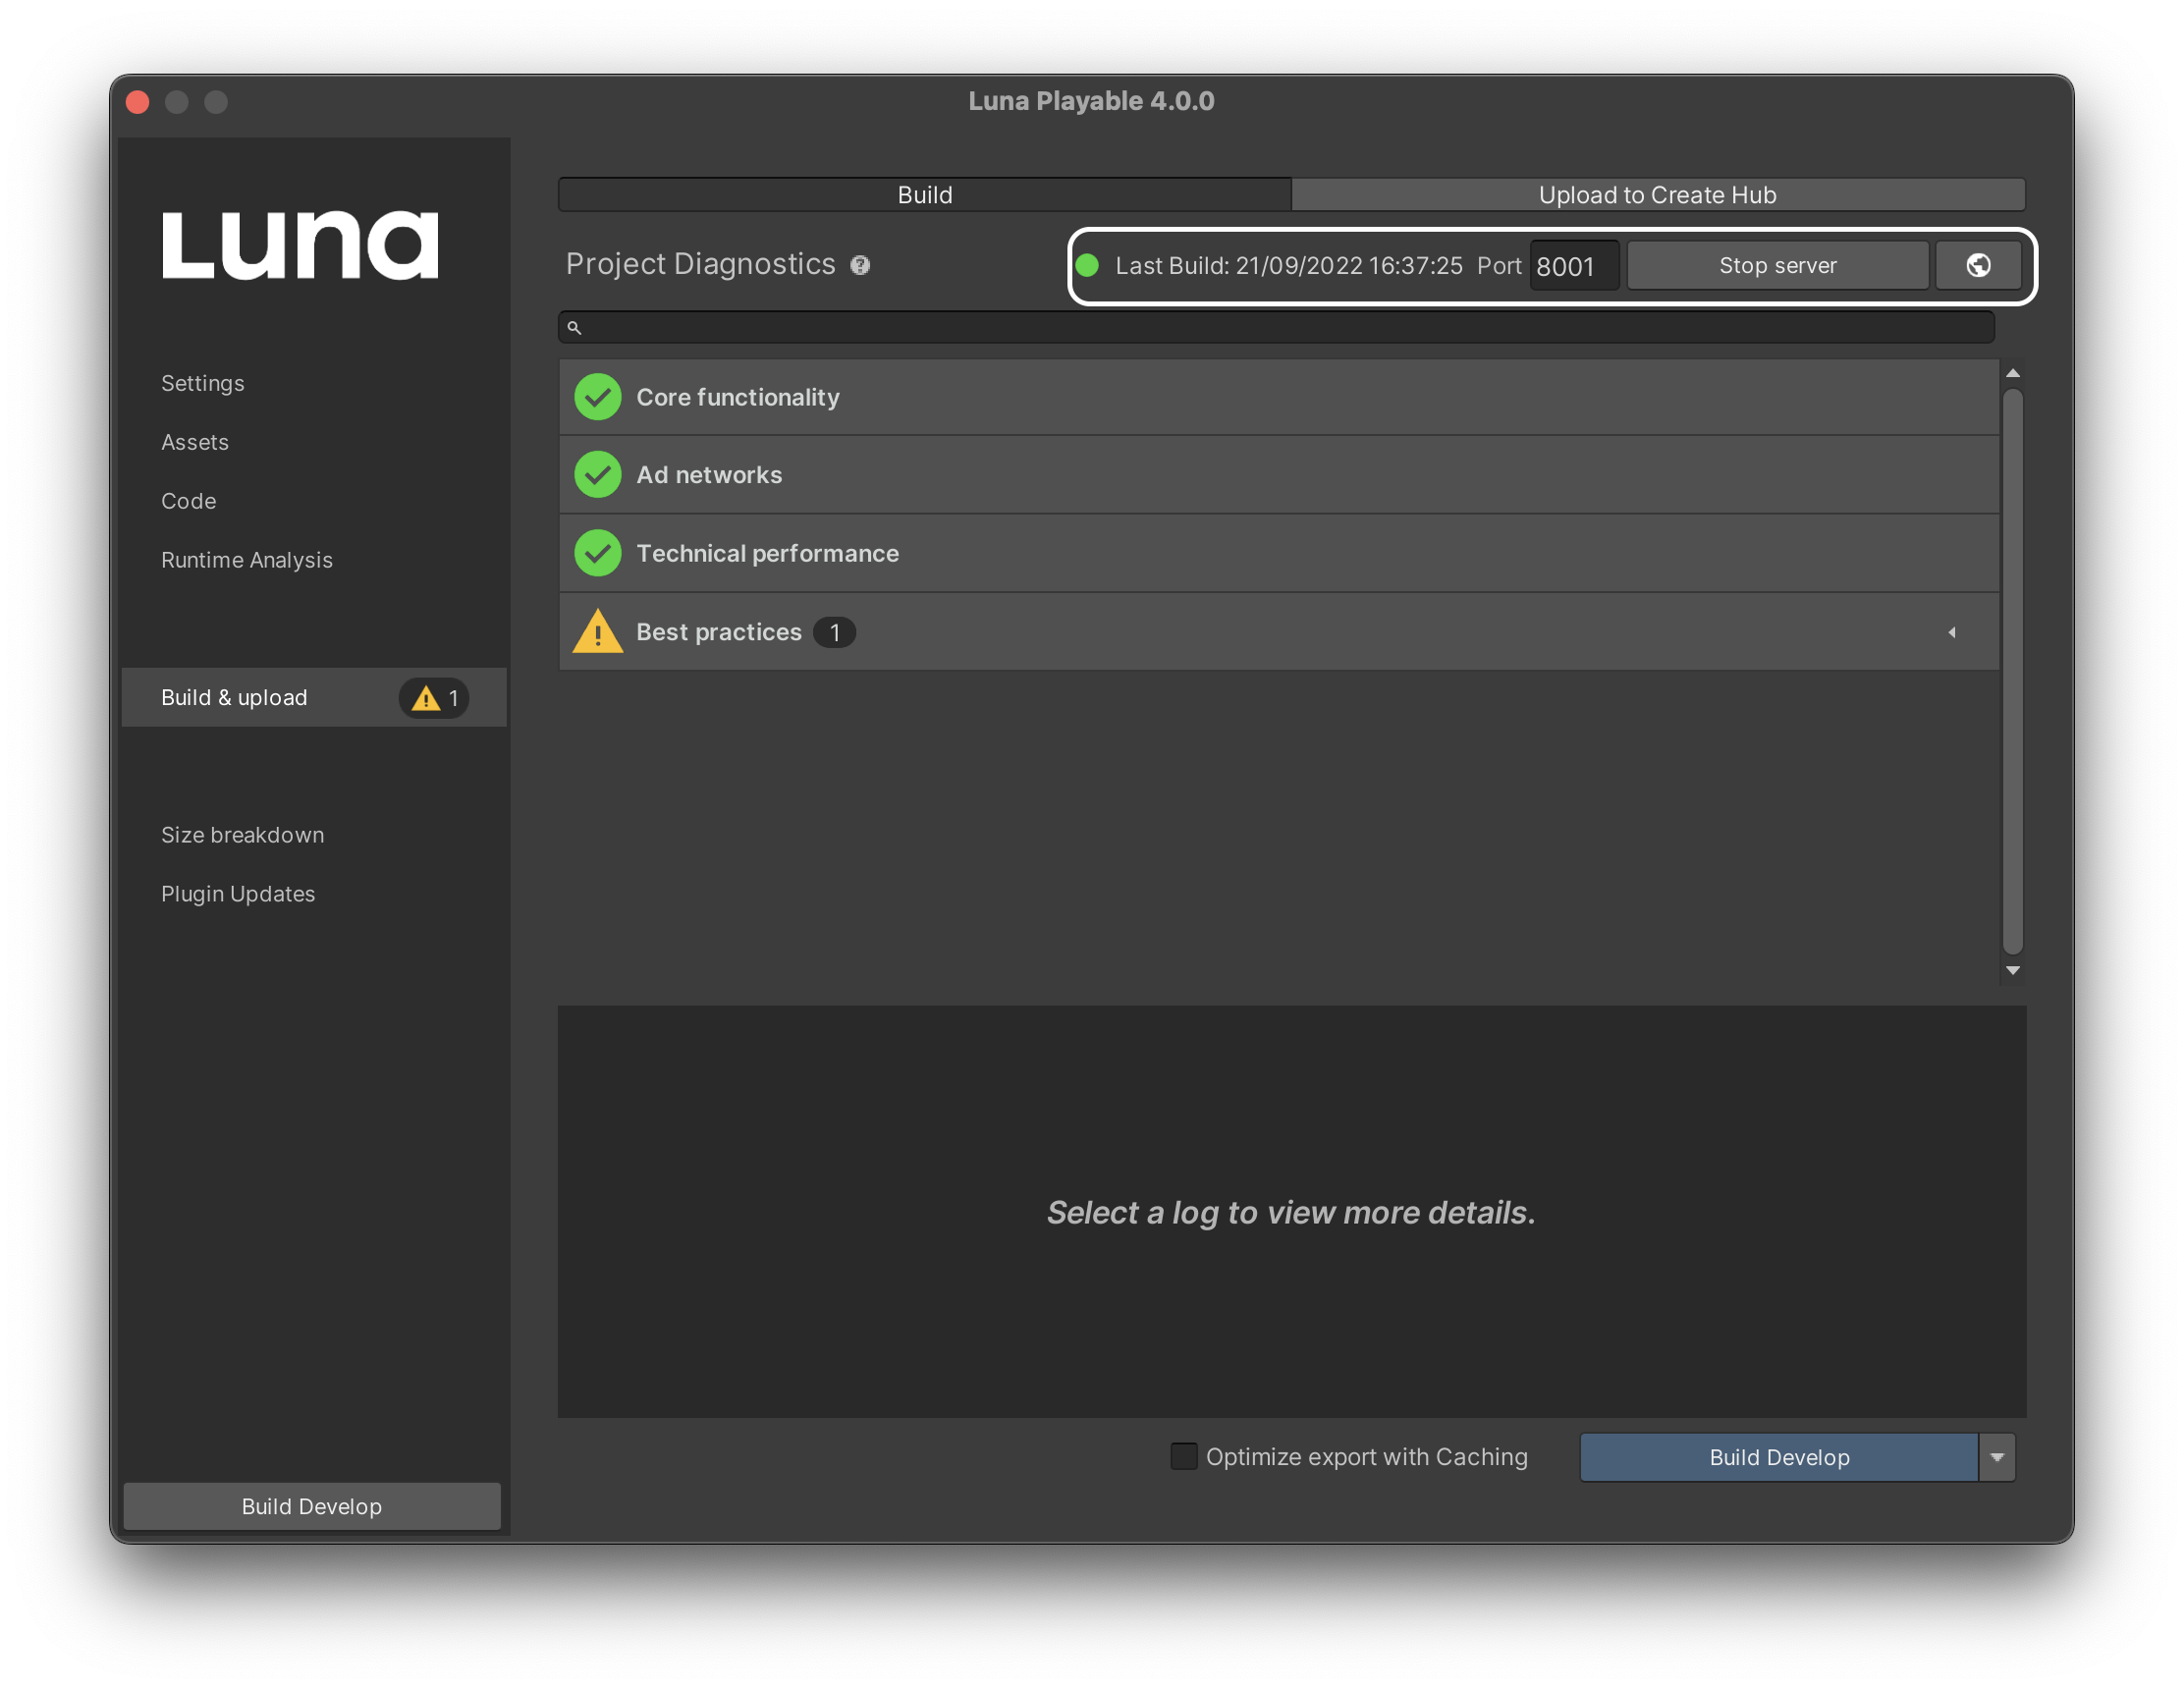 Luna Playable 4.0.0
Luna
Settings
Assets
Code
Runtime Analysis
Build & upload 1
Size breakdown
Plugin Updates
Build Develop
Build Upload to Create Hub
Project Diagnostics ? Last Build: 21/09/2022 16:37:25 Port 8001 Stop server
Core functionality
Ad networks
Technical performance
Best practices 1
Select a log to view more details.
Optimize export with Caching Build Develop